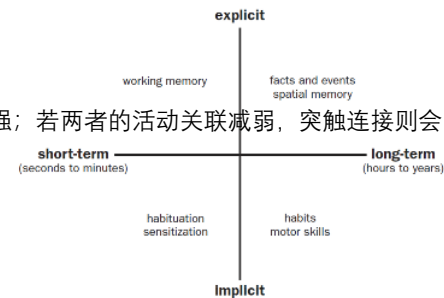 explicit
working memory
facts and events
spatial memory
强；若两者的活动关联减弱，突触连接则会
short-term
(seconds to minutes)
long-term
(hours to years)
habituation
sensitization
habits
motor skills
implicit